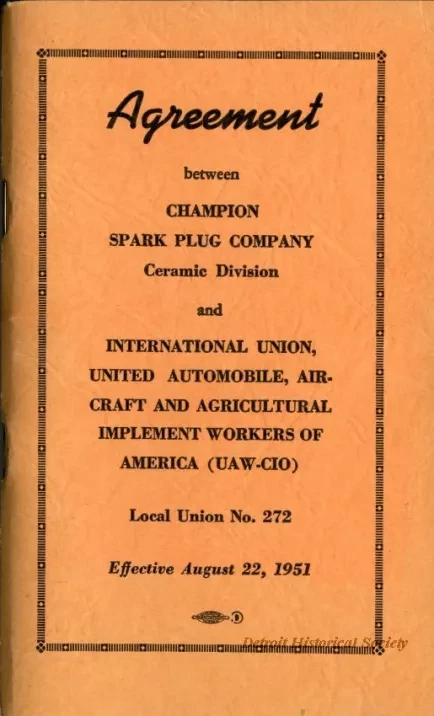 Agreement
between
CHAMPION
SPARK PLUG COMPANY
Ceramic Division
and
INTERNATIONAL UNION,
UNITED AUTOMOBILE, AIR-
CRAFT AND AGRICULTURAL
IMPLEMENT WORKERS OF
AMERICA (UAW-CIO)
Local Union No. 272
Effective August 22, 1951
Detroit Historical Society